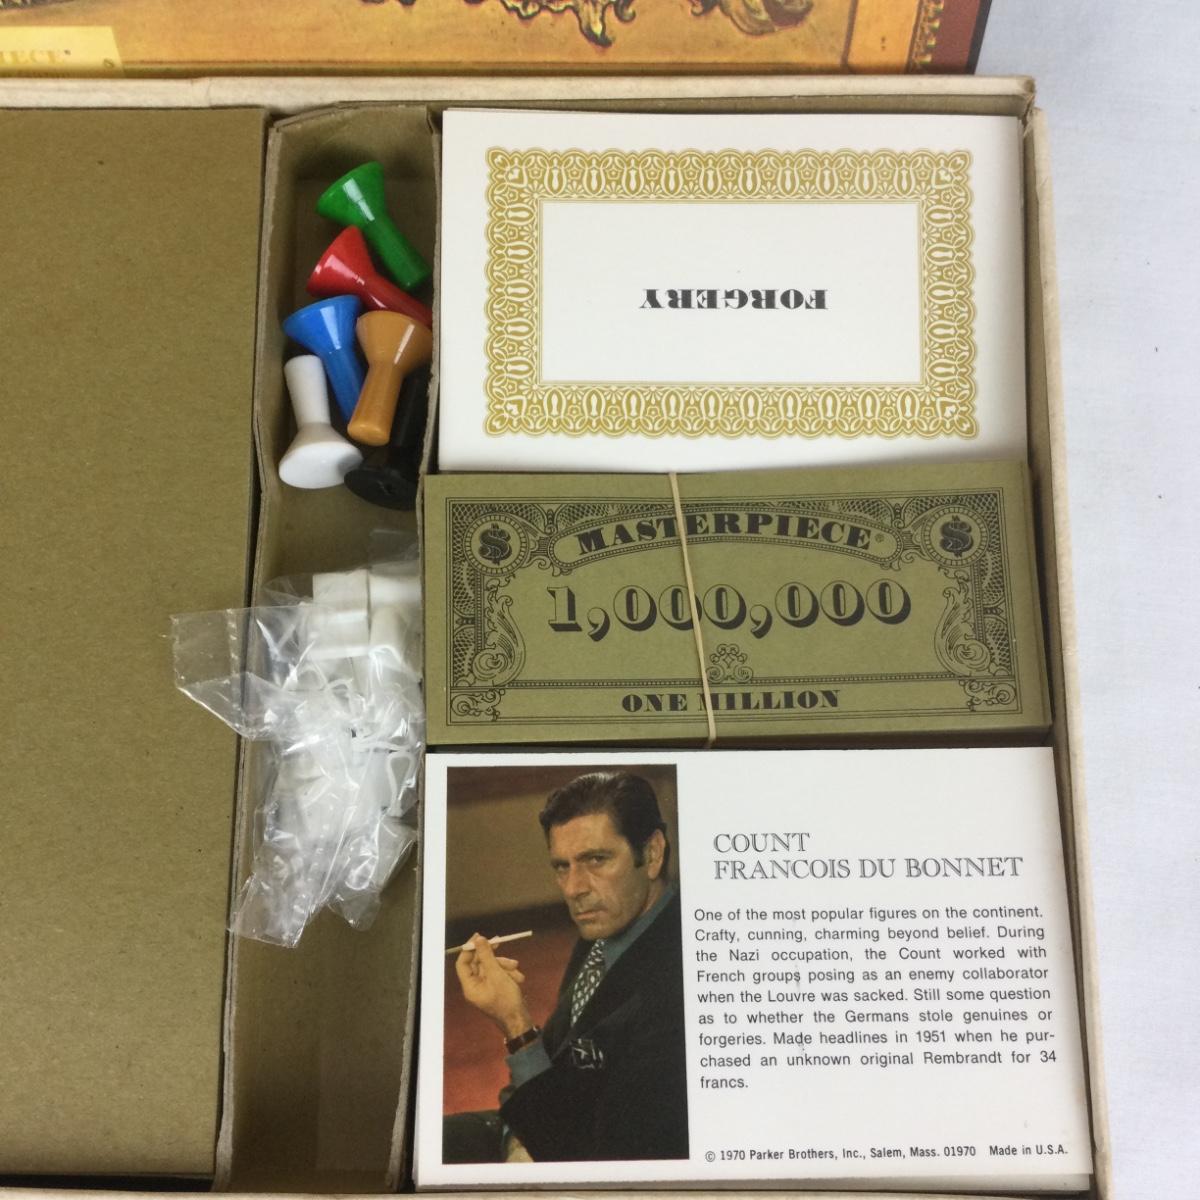 FORGERY
$ MASTERPIECE® $
1,000,000
ONE MILLION
COUNT
FRANCOIS DU BONNET
One of the most popular figures on the continent.
Crafty, cunning, charming beyond belief. During
the Nazi occupation, the Count worked with
French groups posing as an enemy collaborator
when the Louvre was sacked. Still some question
as to whether the Germans stole genuines or
forgeries. Made headlines in 1951 when he pur-
chased an unknown original Rembrandt for 34
francs.
© 1970 Parker Brothers, Inc., Salem, Mass. 01970 Made in U.S.A.